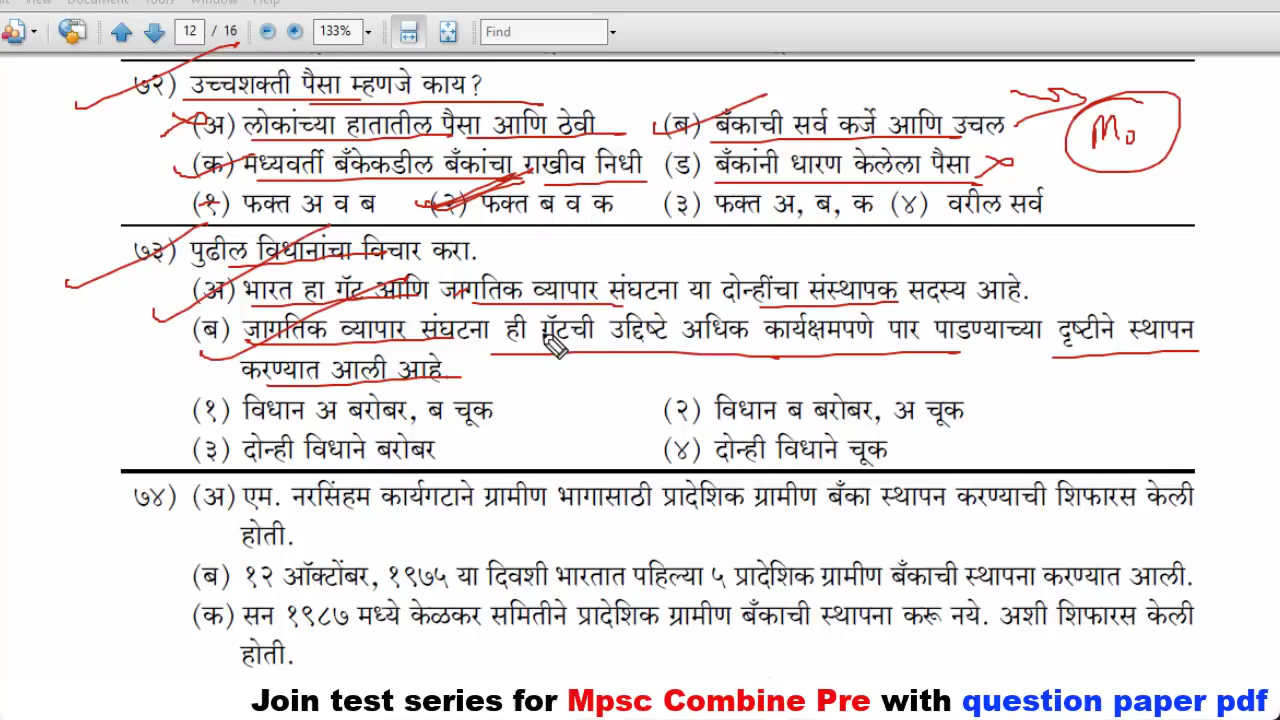 View Document Tools Window Help
12 / 16 133% Find
७२) उच्चशक्ती पैसा म्हणजे काय?
(अ) लोकांच्या हातातील पैसा आणि ठेवी (ब) बँकाची सर्व कर्जे आणि उचल
M₀
(क) मध्यवर्ती बँकेकडील बँकांचा राखीव निधी (ड) बँकांनी धारण केलेला पैसा
(१) फक्त अ व ब (२) फक्त ब व क (३) फक्त अ, ब, क (४) वरील सर्व
७३) पुढील विधानांचा विचार करा.
(अ) भारत हा गॅट आणि जागतिक व्यापार संघटना या दोन्हींचा संस्थापक सदस्य आहे.
(ब) जागतिक व्यापार संघटना ही गॅटची उद्दिष्टे अधिक कार्यक्षमपणे पार पाडण्याच्या दृष्टीने स्थापन
करण्यात आली आहे.
(१) विधान अ बरोबर, ब चूक (२) विधान ब बरोबर, अ चूक
(३) दोन्ही विधाने बरोबर (४) दोन्ही विधाने चूक
७४) (अ) एम. नरसिंहम कार्यगटाने ग्रामीण भागासाठी प्रादेशिक ग्रामीण बँका स्थापन करण्याची शिफारस केली
होती.
(ब) १२ ऑक्टोंबर, १९७५ या दिवशी भारतात पहिल्या ५ प्रादेशिक ग्रामीण बँकाची स्थापना करण्यात आली.
(क) सन १९८७ मध्ये केळकर समितीने प्रादेशिक ग्रामीण बँकाची स्थापना करू नये. अशी शिफारस केली
होती.
Join test series for Mpsc Combine Pre with question paper pdf